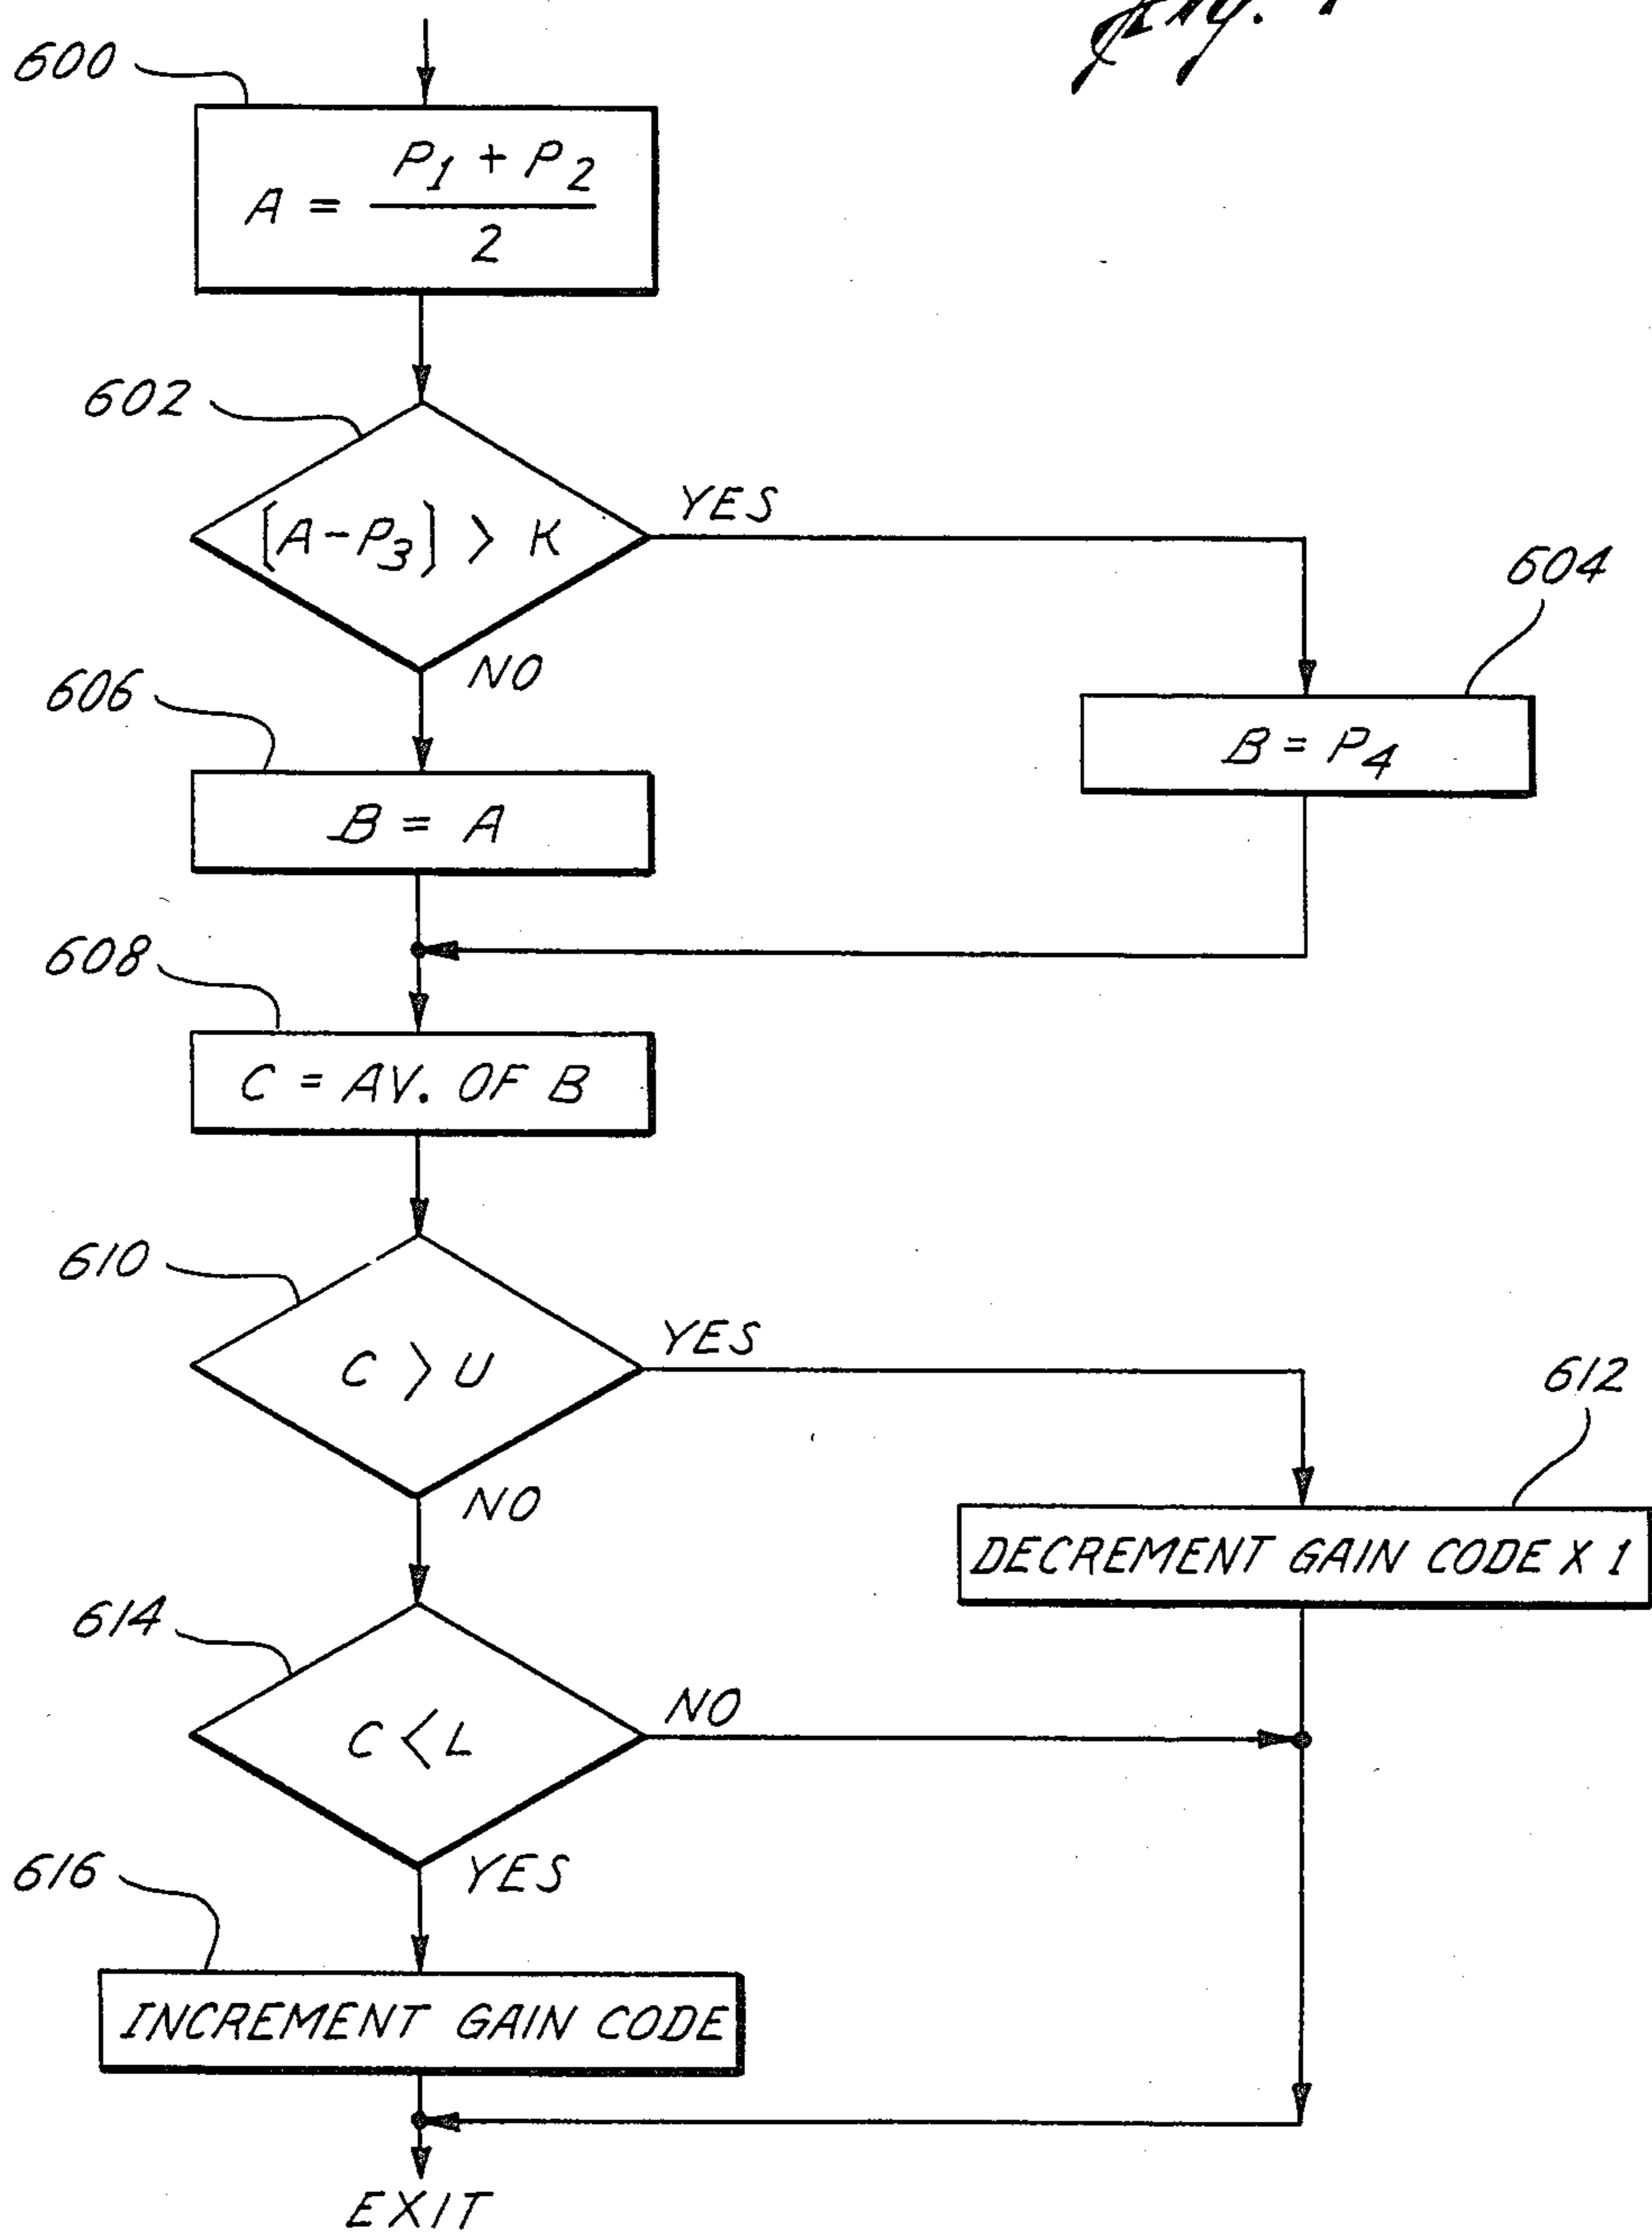 600
A = P1 + P2
2
602
[A-P3] > K
YES
604
NO
606
B = P4
B = A
608
C = AV. OF B
610
C > U
YES
612
NO
DECREMENT GAIN CODE X 1
614
C < L
NO
YES
616
INCREMENT GAIN CODE
EXIT